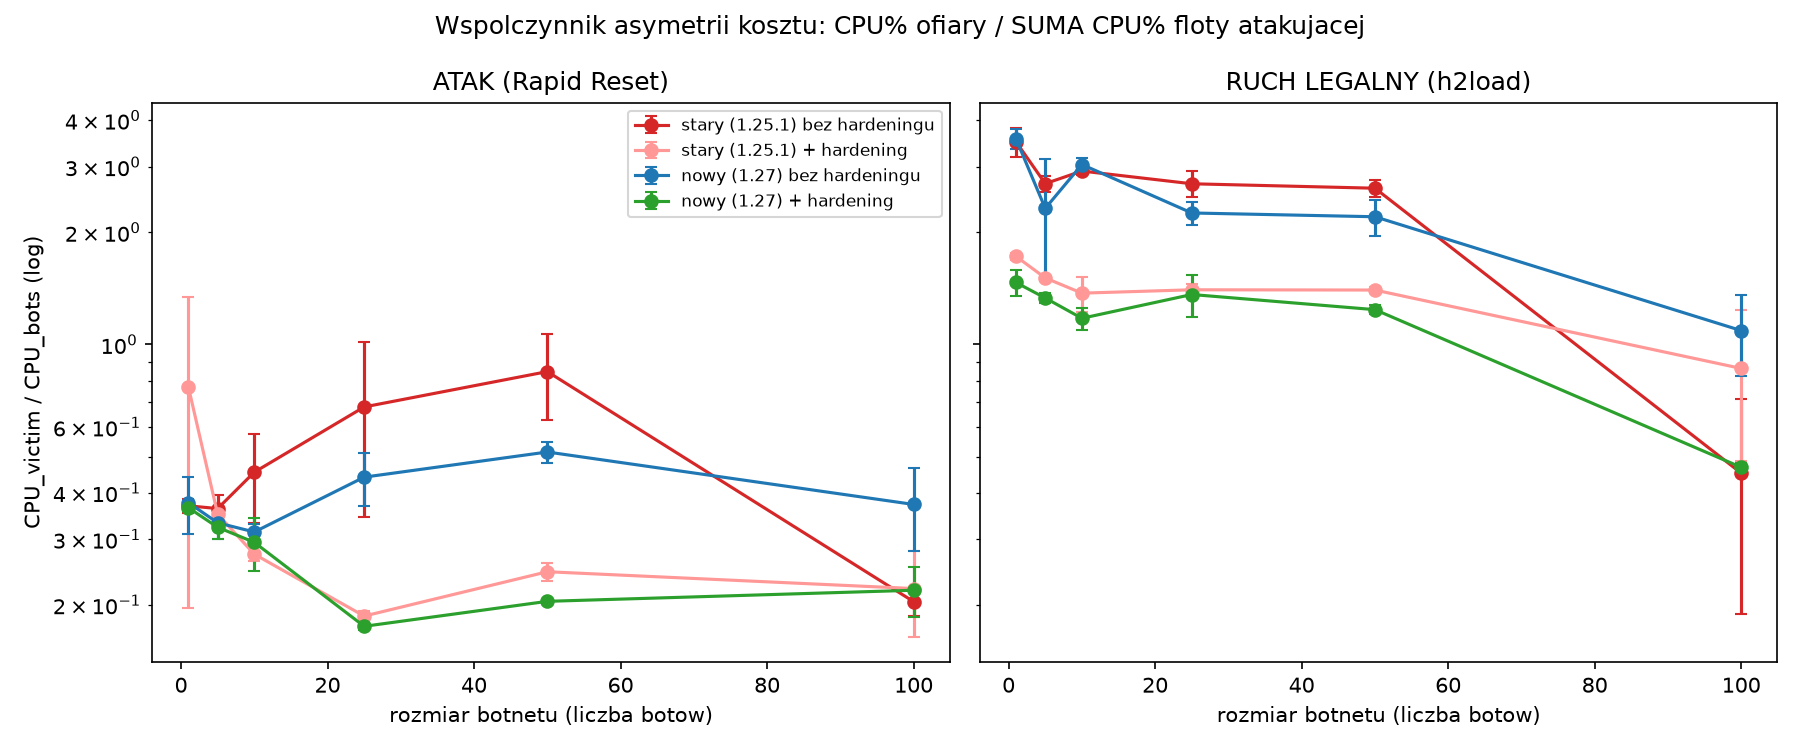 Wspolczynnik asymetrii kosztu: CPU% ofiary / SUMA CPU% floty atakujacej
ATAK (Rapid Reset)
RUCH LEGALNY (h2load)
CPU_victim / CPU_bots (log)
4 × 10⁰
3 × 10⁰
2 × 10⁰
10⁰
6 × 10⁻¹
4 × 10⁻¹
3 × 10⁻¹
2 × 10⁻¹
stary (1.25.1) bez hardeningu
stary (1.25.1) + hardening
nowy (1.27) bez hardeningu
nowy (1.27) + hardening
0 20 40 60 80 100
rozmiar botnetu (liczba botow)
0 20 40 60 80 100
rozmiar botnetu (liczba botow)